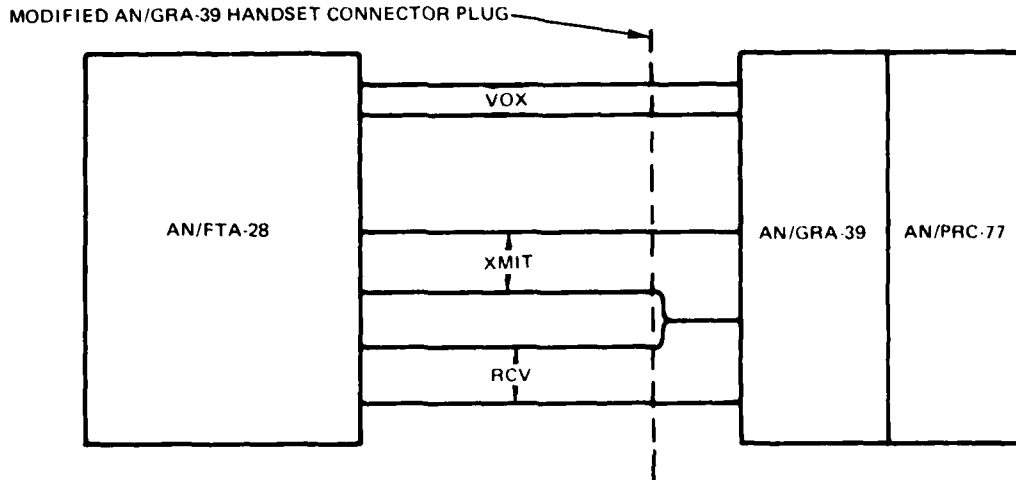 MODIFIED AN/GRA-39 HANDSET CONNECTOR PLUG
VOX
AN/FTA-28
AN/GRA-39
AN/PRC-77
XMIT
RCV